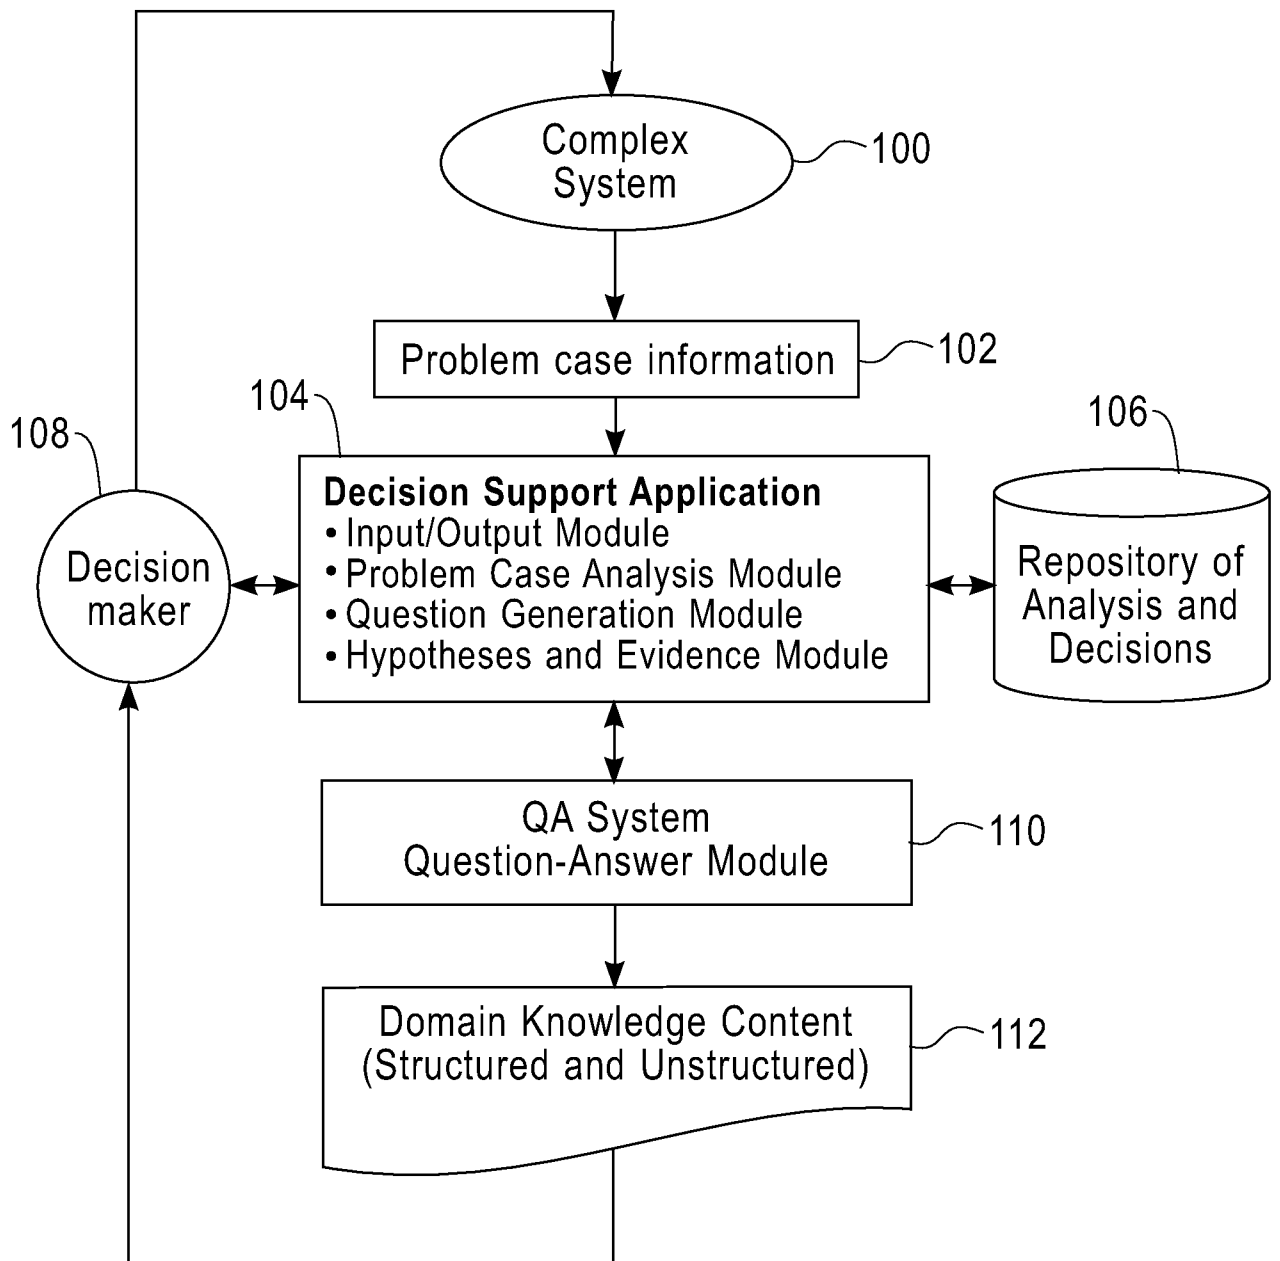 Complex
System
100
Problem case information
102
104
108
106
Decision Support Application
• Input/Output Module
• Problem Case Analysis Module
• Question Generation Module
• Hypotheses and Evidence Module
Decision
maker
Repository of
Analysis and
Decisions
QA System
Question-Answer Module
110
Domain Knowledge Content
(Structured and Unstructured)
112